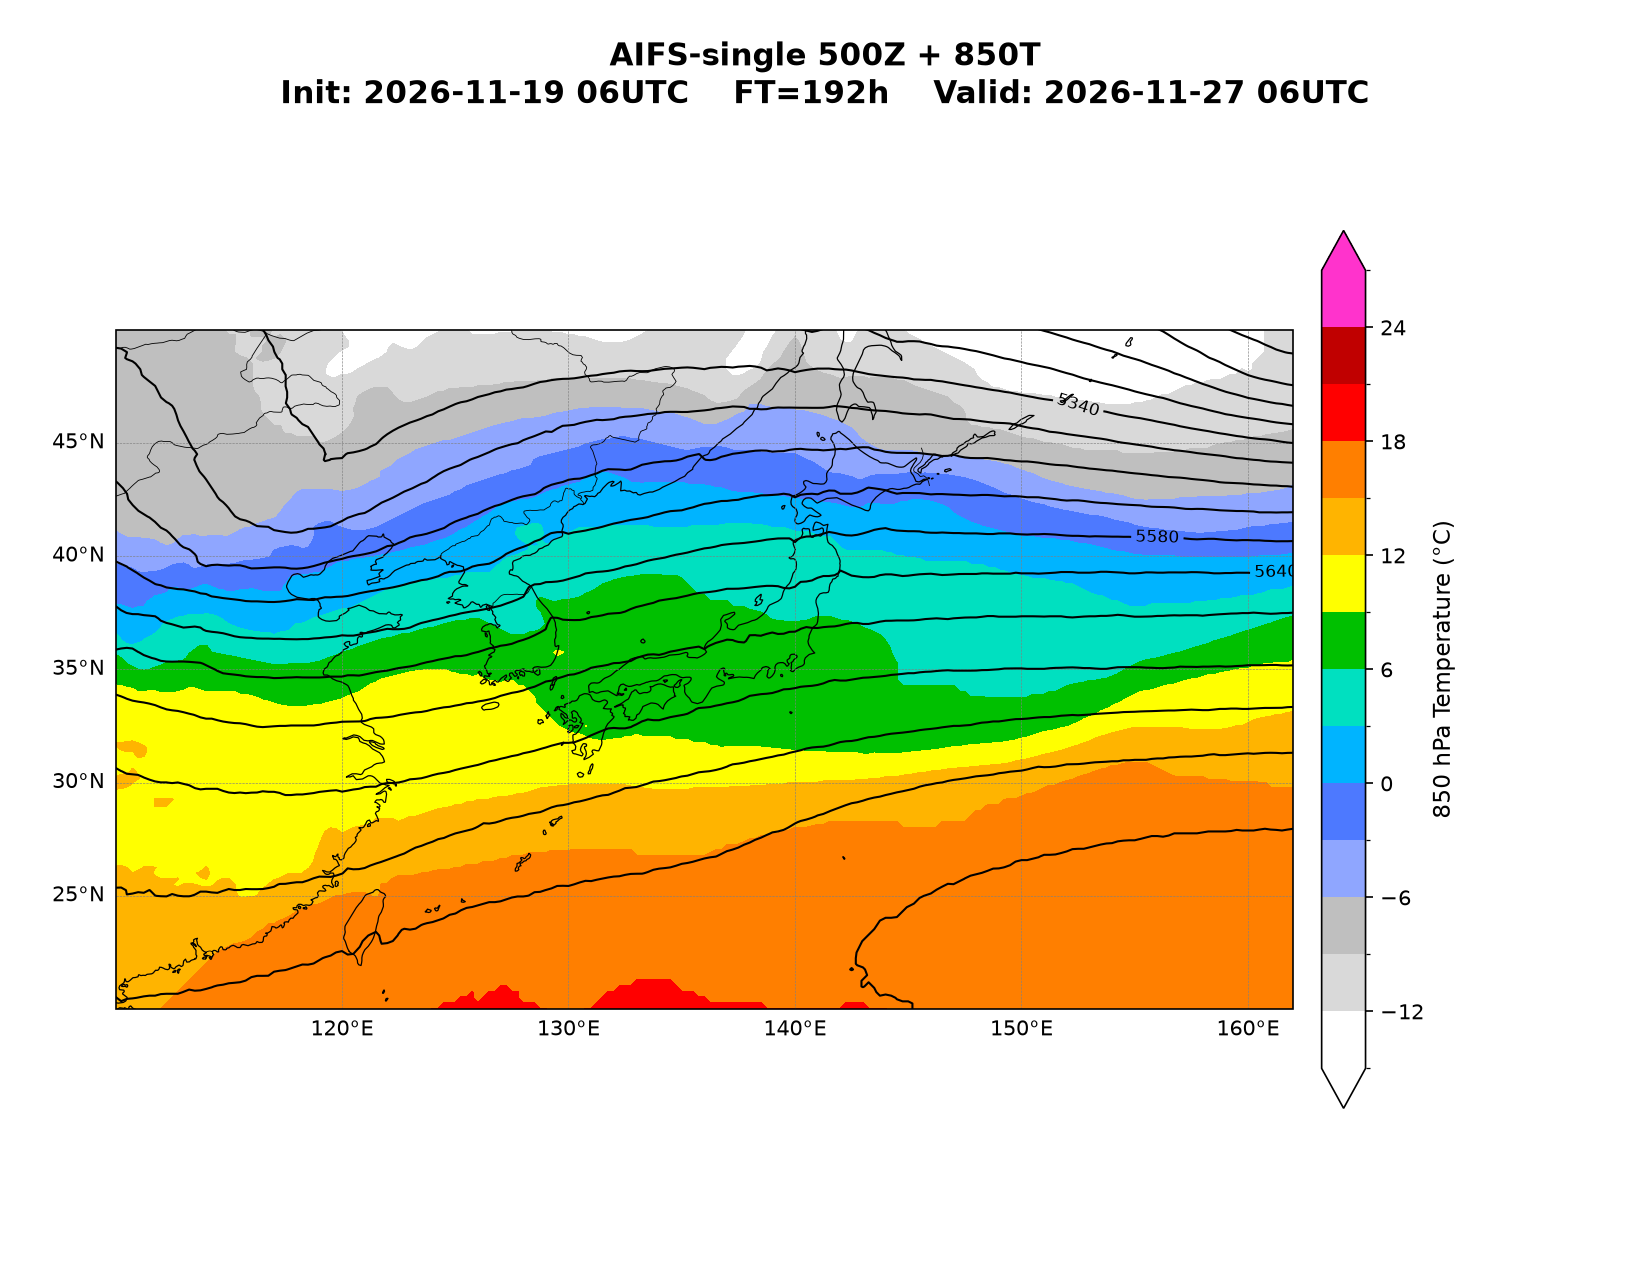 AIFS-single 500Z + 850T
Init: 2026-11-19 06UTC    FT=192h    Valid: 2026-11-27 06UTC
45°N
40°N
35°N
30°N
25°N
120°E
130°E
140°E
150°E
160°E
5340
5580
5640
24
18
12
6
0
−6
−12
850 hPa Temperature (°C)